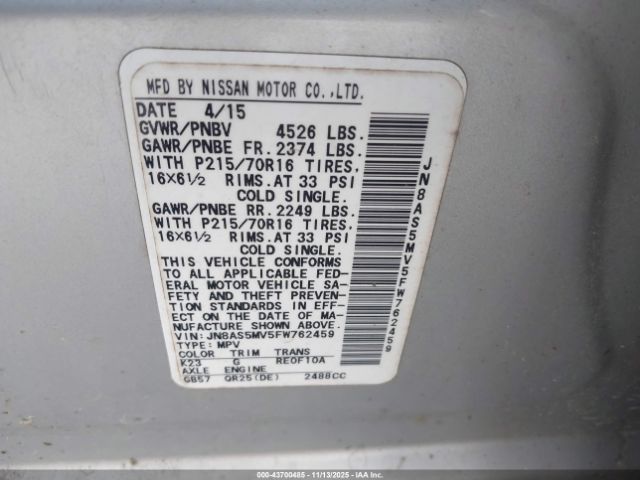 MFD BY NISSAN MOTOR CO.,LTD.
DATE 4/15
GVWR/PNBV 4526 LBS.
GAWR/PNBE FR. 2374 LBS.
WITH P215/70R16 TIRES,
16X6½ RIMS.AT 33 PSI
COLD SINGLE.
GAWR/PNBE RR. 2249 LBS.
WITH P215/70R16 TIRES,
16X6½ RIMS.AT 33 PSI
COLD SINGLE.
THIS VEHICLE CONFORMS
TO ALL APPLICABLE FED-
ERAL MOTOR VEHICLE SA-
FETY AND THEFT PREVEN-
TION STANDARDS IN EFF-
ECT ON THE DATE OF MA-
NUFACTURE SHOWN ABOVE.
VIN: JN8AS5MV5FW762459
TYPE: MPV
COLOR TRIM TRANS
K23 G RE0F10A
AXLE ENGINE
GB57 QR25(DE) 2488CC
JN8AS5MV5FW762459
000-43700485 - 11/13/2025 - IAAI.CA